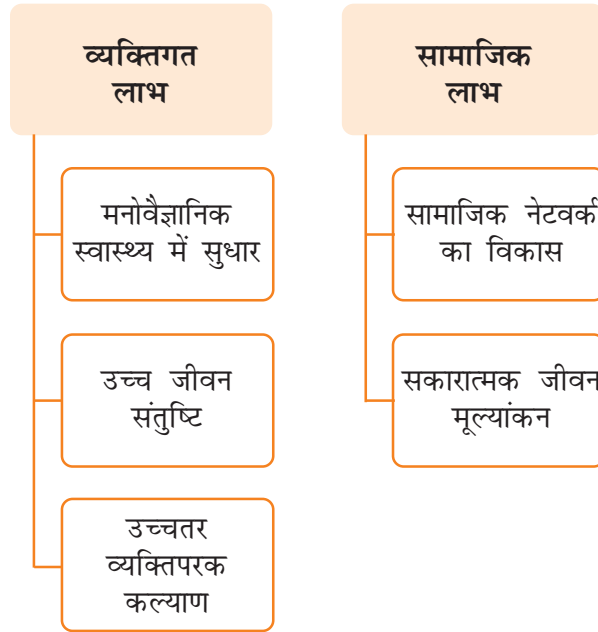 व्यक्तिगत
लाभ
मनोवैज्ञानिक
स्वास्थ्य में सुधार
उच्च जीवन
संतुष्टि
उच्चतर
व्यक्तिपरक
कल्याण
सामाजिक
लाभ
सामाजिक नेटवर्क
का विकास
सकारात्मक जीवन
मूल्यांकन